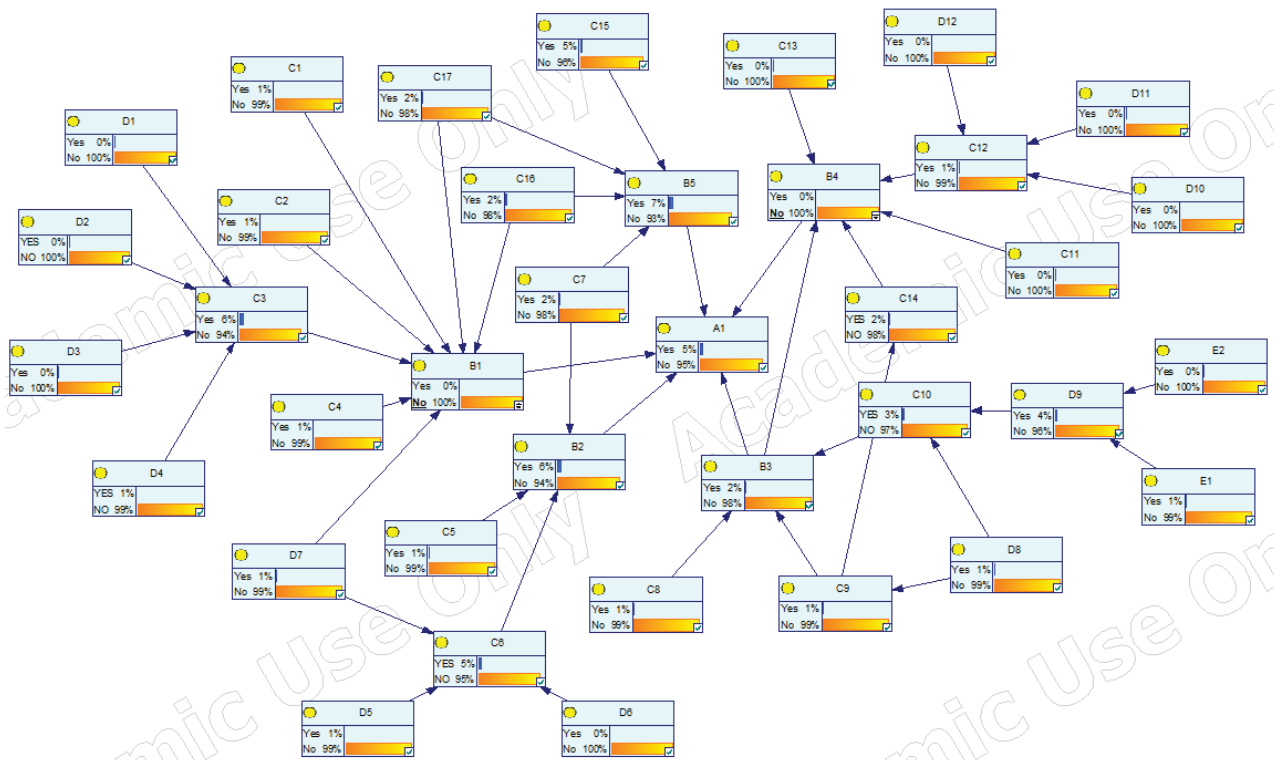 C15
Yes 5%
No 96%
D12
Yes 0%
No 100%
C13
Yes 0%
No 100%
C1
Yes 1%
No 99%
C17
Yes 2%
No 98%
D11
Yes 0%
No 100%
D1
Yes 0%
No 100%
C12
Yes 1%
No 99%
C16
Yes 2%
No 98%
B5
Yes 7%
No 93%
B4
Yes 0%
No 100%
D10
Yes 0%
No 100%
C2
Yes 1%
No 99%
D2
YES 0%
NO 100%
C11
Yes 0%
No 100%
C7
Yes 2%
No 98%
C3
Yes 6%
No 94%
C14
YES 2%
NO 98%
A1
Yes 5%
No 95%
D3
Yes 0%
No 100%
E2
Yes 0%
No 100%
B1
Yes 0%
No 100%
C4
Yes 1%
No 99%
C10
YES 3%
NO 97%
D9
Yes 4%
No 96%
B2
Yes 6%
No 94%
D4
YES 1%
NO 99%
B3
Yes 2%
No 98%
E1
Yes 1%
No 99%
C5
Yes 1%
No 99%
D7
Yes 1%
No 99%
D8
Yes 1%
No 99%
C8
Yes 1%
No 99%
C9
Yes 1%
No 99%
C6
YES 5%
NO 95%
D5
Yes 1%
No 99%
D6
Yes 0%
No 100%
Academic Use Only
Academic Use Only
Academic Use Only
Academic Use Only